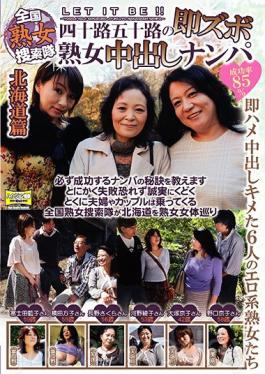 LET IT BE!!
全国
熟女
捜索隊
四十路五十路の
即ズボ
熟女中出しナンパ
北海道篇
成功率
85%
即ハメ中出しキメた6人のエロ系熟女たち
必ず成功するナンパの秘訣を教えます
とにかく失敗恐れず誠実にくどく
とくに夫婦やカップルは乗ってくる
全国熟女捜索隊が北海道を熟女女体巡り